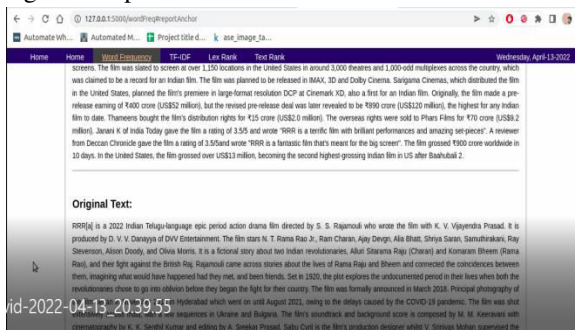 127.0.0.1:5000/wordFreq#reportAnchor
Automate Wh... Automated M... Project title d... k_ase_image_ta...
Home Home Word Frequency TF-IDF Lex Rank Text Rank Wednesday, April-13-2022
screens. The film was slated to screen at over 1,150 locations in the United States in around 3,000 theatres and 1,000-odd multiplexes across the country, which
was claimed to be a record for an Indian film. The film was planned to be released in IMAX, 3D and Dolby Cinema. Sarigama Cinemas, which distributed the film
in the United States, planned the film's premiere in large-format resolution DCP at Cinemark XD, also a first for an Indian film. Originally, the film made a pre-
release earning of ₹400 crore (US$52 million), but the revised pre-release deal was later revealed to be ₹890 crore (US$120 million), the highest for any Indian
film to date. Thameens bought the film's distribution rights for ₹15 crore (US$2.0 million). The overseas rights were sold to Phars Films for ₹70 crore (US$9.2
million). Janani K of India Today gave the film a rating of 3.5/5 and wrote "RRR is a terrific film with brilliant performances and amazing set-pieces". A reviewer
from Deccan Chronicle gave the film a rating of 3.5/5and wrote "RRR is a fantastic film that's meant for the big screen". The film grossed ₹900 crore worldwide in
10 days. In the United States, the film grossed over US$13 million, becoming the second highest-grossing Indian film in US after Baahubali 2.
Original Text:
RRR[a] is a 2022 Indian Telugu-language epic period action drama film directed by S. S. Rajamouli who wrote the film with K. V. Vijayendra Prasad. It is
produced by D. V. V. Danayya of DVV Entertainment. The film stars N. T. Rama Rao Jr., Ram Charan, Ajay Devgn, Alia Bhatt, Shriya Saran, Samuthirakani, Ray
Stevenson, Alison Doody, and Olivia Morris. It is a fictional story about two Indian revolutionaries, Alluri Sitarama Raju (Charan) and Komaram Bheem (Rama
Rao), and their fight against the British Raj. Rajamouli came across stories about the lives of Rama Raju and Bheem and connected the coincidences between
them, imagining what would have happened had they met, and been friends. Set in 1920, the plot explores the undocumented period in their lives when both the
revolutionaries chose to go into oblivion before they began the fight for their country. The film was formally announced in March 2018. Principal photography of
vid-2022-04-13_20:39:55 Hyderabad which went on until August 2021, owing to the delays caused by the COVID-19 pandemic. The film was shot
sequences in Ukraine and Bulgaria. The film's soundtrack and background score is composed by M. M. Keeravani with
cinematography by K. K. Senthil Kumar and editing by A. Sreekar Prasad. Sabu Cyril is the film's production designer whilst V. Srinivas Mohan supervised the